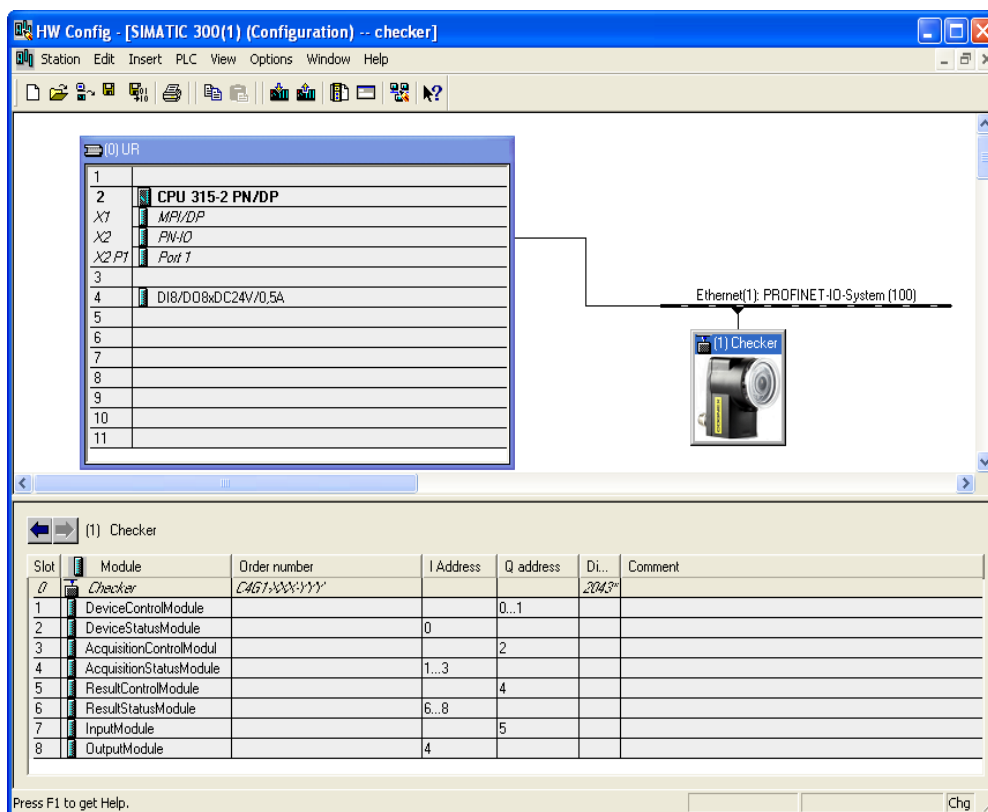 HW Config - [SIMATIC 300(1) (Configuration) -- checker]
Station Edit Insert PLC View Options Window Help
(0) UR
1
2 CPU 315-2 PN/DP
X1 MPI/DP
X2 PN-IO
X2 P1 Port 1
3
4 DI8/DO8xDC24V/0,5A
5
6
7
8
9
10
11
Ethernet(1): PROFINET-IO-System (100)
(1) Checker
COGNEX
(1) Checker
Slot Module Order number I Address Q address Di... Comment
0 Checker C4G1-XXX-YYY 2043*
1 DeviceControlModule 0...1
2 DeviceStatusModule 0
3 AcquisitionControlModul 2
4 AcquisitionStatusModule 1...3
5 ResultControlModule 4
6 ResultStatusModule 6...8
7 InputModule 5
8 OutputModule 4
Press F1 to get Help. Chg